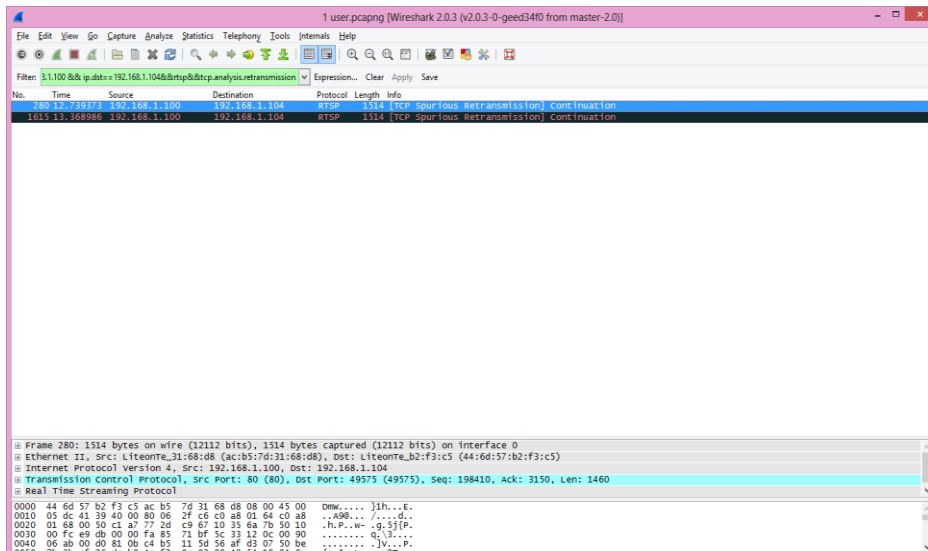 1 user.pcapng [Wireshark 2.0.3 (v2.0.3-0-geed34f0 from master-2.0)]
File Edit View Go Capture Analyze Statistics Telephony Tools Internals Help
Filter: 3.1.100 && ip.dst==192.168.1.104&&rtsp&&tcp.analysis.retransmission Expression... Clear Apply Save
No. Time Source Destination Protocol Length Info
280 12.739373 192.168.1.100 192.168.1.104 RTSP 1514 [TCP Spurious Retransmission] Continuation
1615 13.368986 192.168.1.100 192.168.1.104 RTSP 1514 [TCP Spurious Retransmission] Continuation
Frame 280: 1514 bytes on wire (12112 bits), 1514 bytes captured (12112 bits) on interface 0
Ethernet II, Src: LiteonTe_31:68:d8 (ac:b5:7d:31:68:d8), Dst: LiteonTe_b2:f3:c5 (44:6d:57:b2:f3:c5)
Internet Protocol Version 4, Src: 192.168.1.100, Dst: 192.168.1.104
Transmission Control Protocol, Src Port: 80 (80), Dst Port: 49575 (49575), Seq: 198410, Ack: 3150, Len: 1460
Real Time Streaming Protocol
0000 44 6d 57 b2 f3 c5 ac b5 7d 31 68 d8 08 00 45 00 DmW..... }1h...E.
0010 05 dc 41 39 40 00 80 06 2f c6 c0 a8 01 64 c0 a8 ..A9@... /....d..
0020 01 68 00 50 c1 a7 77 2d c9 67 10 35 6a 7b 50 10 .h.P..w- .g.5j{P.
0030 00 fc e9 db 00 00 fa 85 71 bf 5c 33 12 0c 00 90 ........ q.\3....
0040 06 ab 00 d0 81 0b c4 b5 11 5d 56 af d3 07 50 be ........ .]V...P.